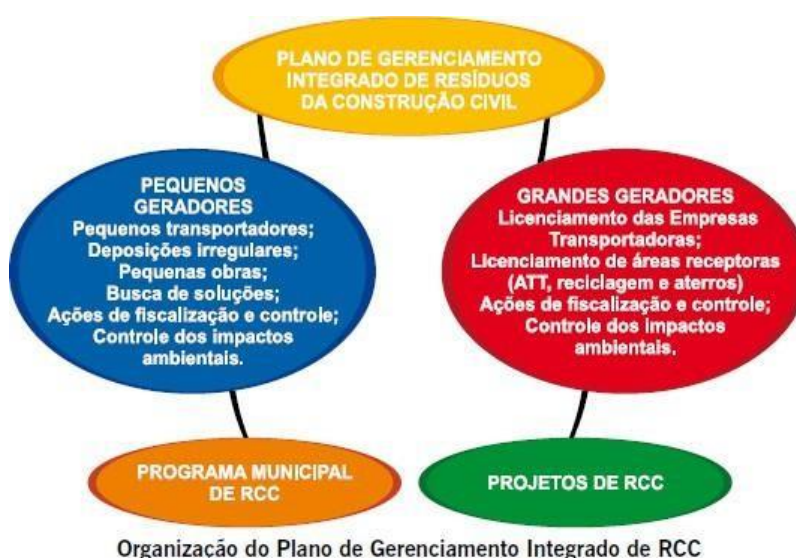 PLANO DE GERENCIAMENTO
INTEGRADO DE RESÍDUOS
DA CONSTRUÇÃO CIVIL
PEQUENOS
GERADORES
Pequenos transportadores;
Deposições irregulares;
Pequenas obras;
Busca de soluções;
Ações de fiscalização e controle;
Controle dos impactos
ambientais.
GRANDES GERADORES
Licenciamento das Empresas
Transportadoras;
Licenciamento de áreas receptoras
(ATT, reciclagem e aterros)
Ações de fiscalização e controle;
Controle dos impactos
ambientais.
PROGRAMA MUNICIPAL
DE RCC
PROJETOS DE RCC
Organização do Plano de Gerenciamento Integrado de RCC